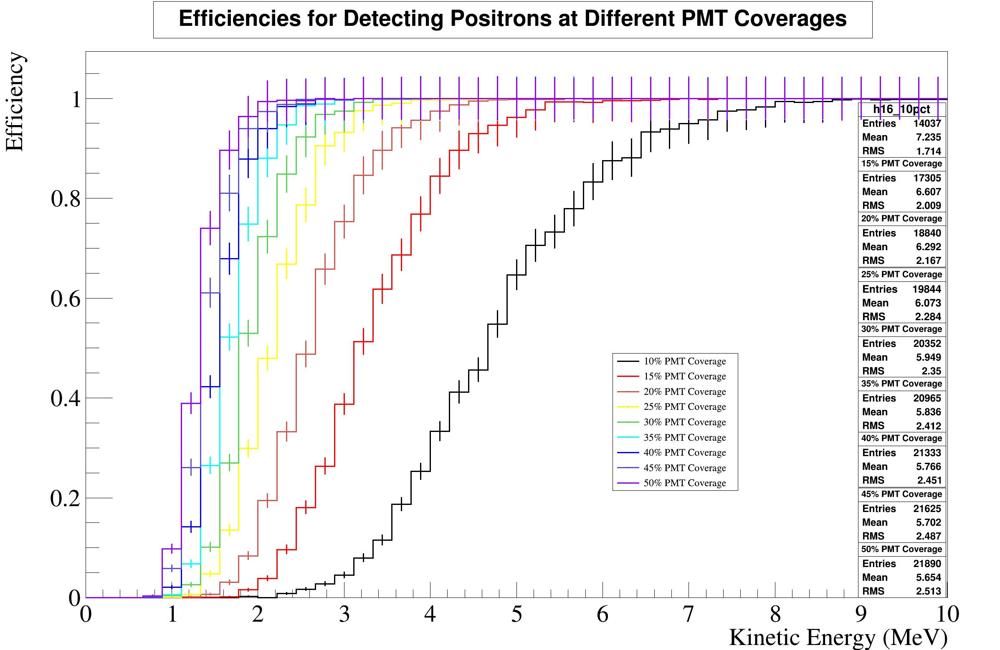 Efficiencies for Detecting Positrons at Different PMT Coverages
Efficiency
1
0.8
0.6
0.4
0.2
0
0 1 2 3 4 5 6 7 8 9 10
Kinetic Energy (MeV)
10% PMT Coverage
15% PMT Coverage
20% PMT Coverage
25% PMT Coverage
30% PMT Coverage
35% PMT Coverage
40% PMT Coverage
45% PMT Coverage
50% PMT Coverage
h16_10pct
Entries 14037
Mean 7.235
RMS 1.714
15% PMT Coverage
Entries 17305
Mean 6.607
RMS 2.009
20% PMT Coverage
Entries 18840
Mean 6.292
RMS 2.167
25% PMT Coverage
Entries 19844
Mean 6.073
RMS 2.284
30% PMT Coverage
Entries 20352
Mean 5.949
RMS 2.35
35% PMT Coverage
Entries 20965
Mean 5.836
RMS 2.412
40% PMT Coverage
Entries 21333
Mean 5.766
RMS 2.451
45% PMT Coverage
Entries 21625
Mean 5.702
RMS 2.487
50% PMT Coverage
Entries 21890
Mean 5.654
RMS 2.513